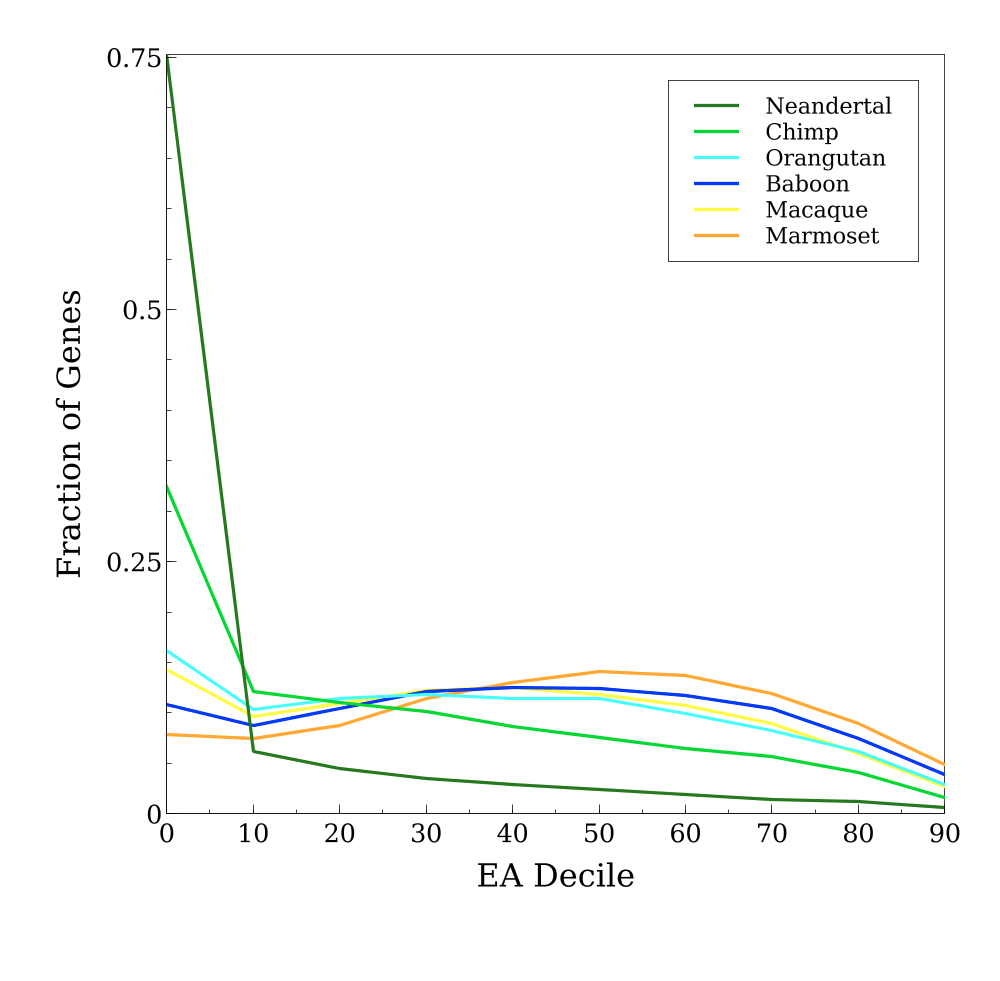 0.75
0.5
0.25
0
Fraction of Genes
Neandertal
Chimp
Orangutan
Baboon
Macaque
Marmoset
0 10 20 30 40 50 60 70 80 90
EA Decile